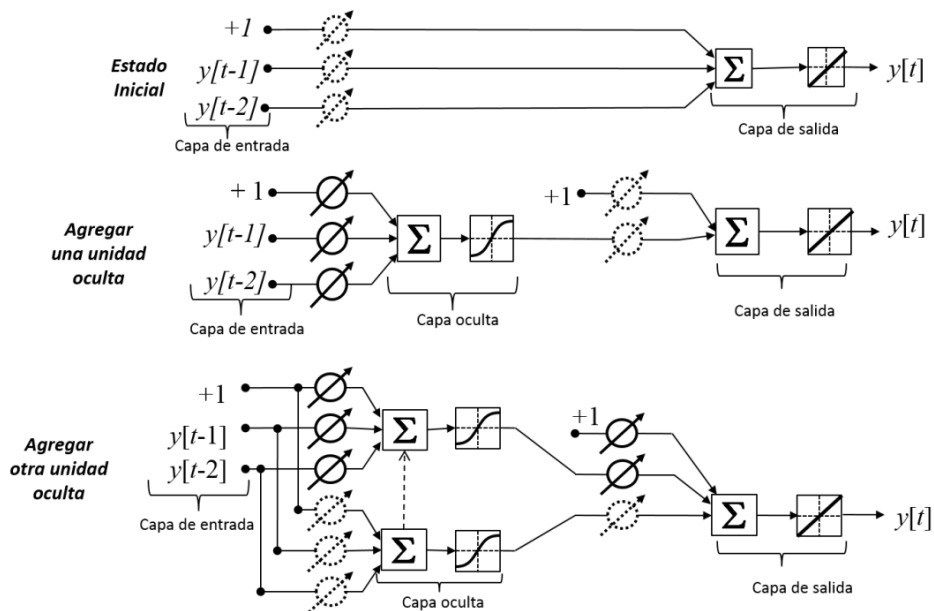 Estado
Inicial
+1
y[t-1]
y[t-2]
Capa de entrada
Σ
y[t]
Capa de salida
Agregar
una unidad
oculta
+1
y[t-1]
y[t-2]
Capa de entrada
Σ
Capa oculta
+1
Σ
y[t]
Capa de salida
Agregar
otra unidad
oculta
+1
y[t-1]
y[t-2]
Capa de entrada
Σ
Σ
Capa oculta
+1
Σ
y[t]
Capa de salida